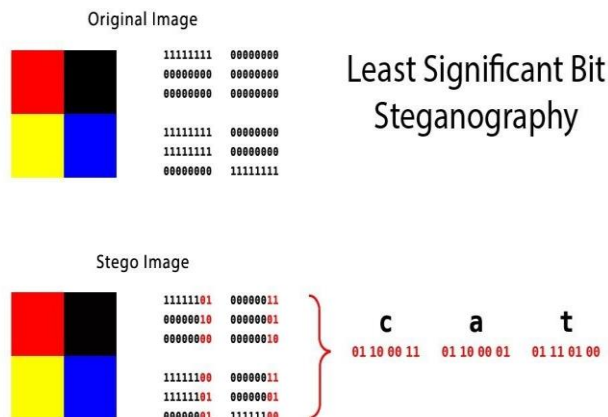 Original Image
11111111 00000000
00000000 00000000
00000000 00000000
11111111 00000000
11111111 00000000
00000000 11111111
Least Significant Bit
Steganography
Stego Image
11111101 00000011
00000010 00000001
00000000 00000010
11111100 00000011
11111101 00000001
00000001 11111100
c a t
01 10 00 11 01 10 00 01 01 11 01 00